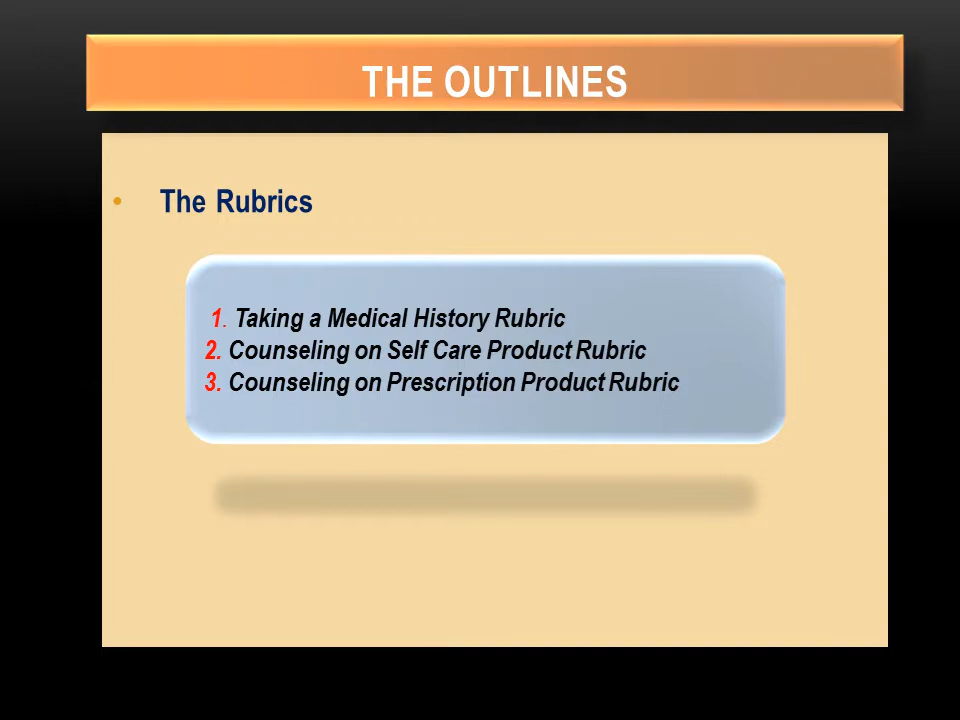 THE OUTLINES
• The Rubrics
1. Taking a Medical History Rubric
2. Counseling on Self Care Product Rubric
3. Counseling on Prescription Product Rubric